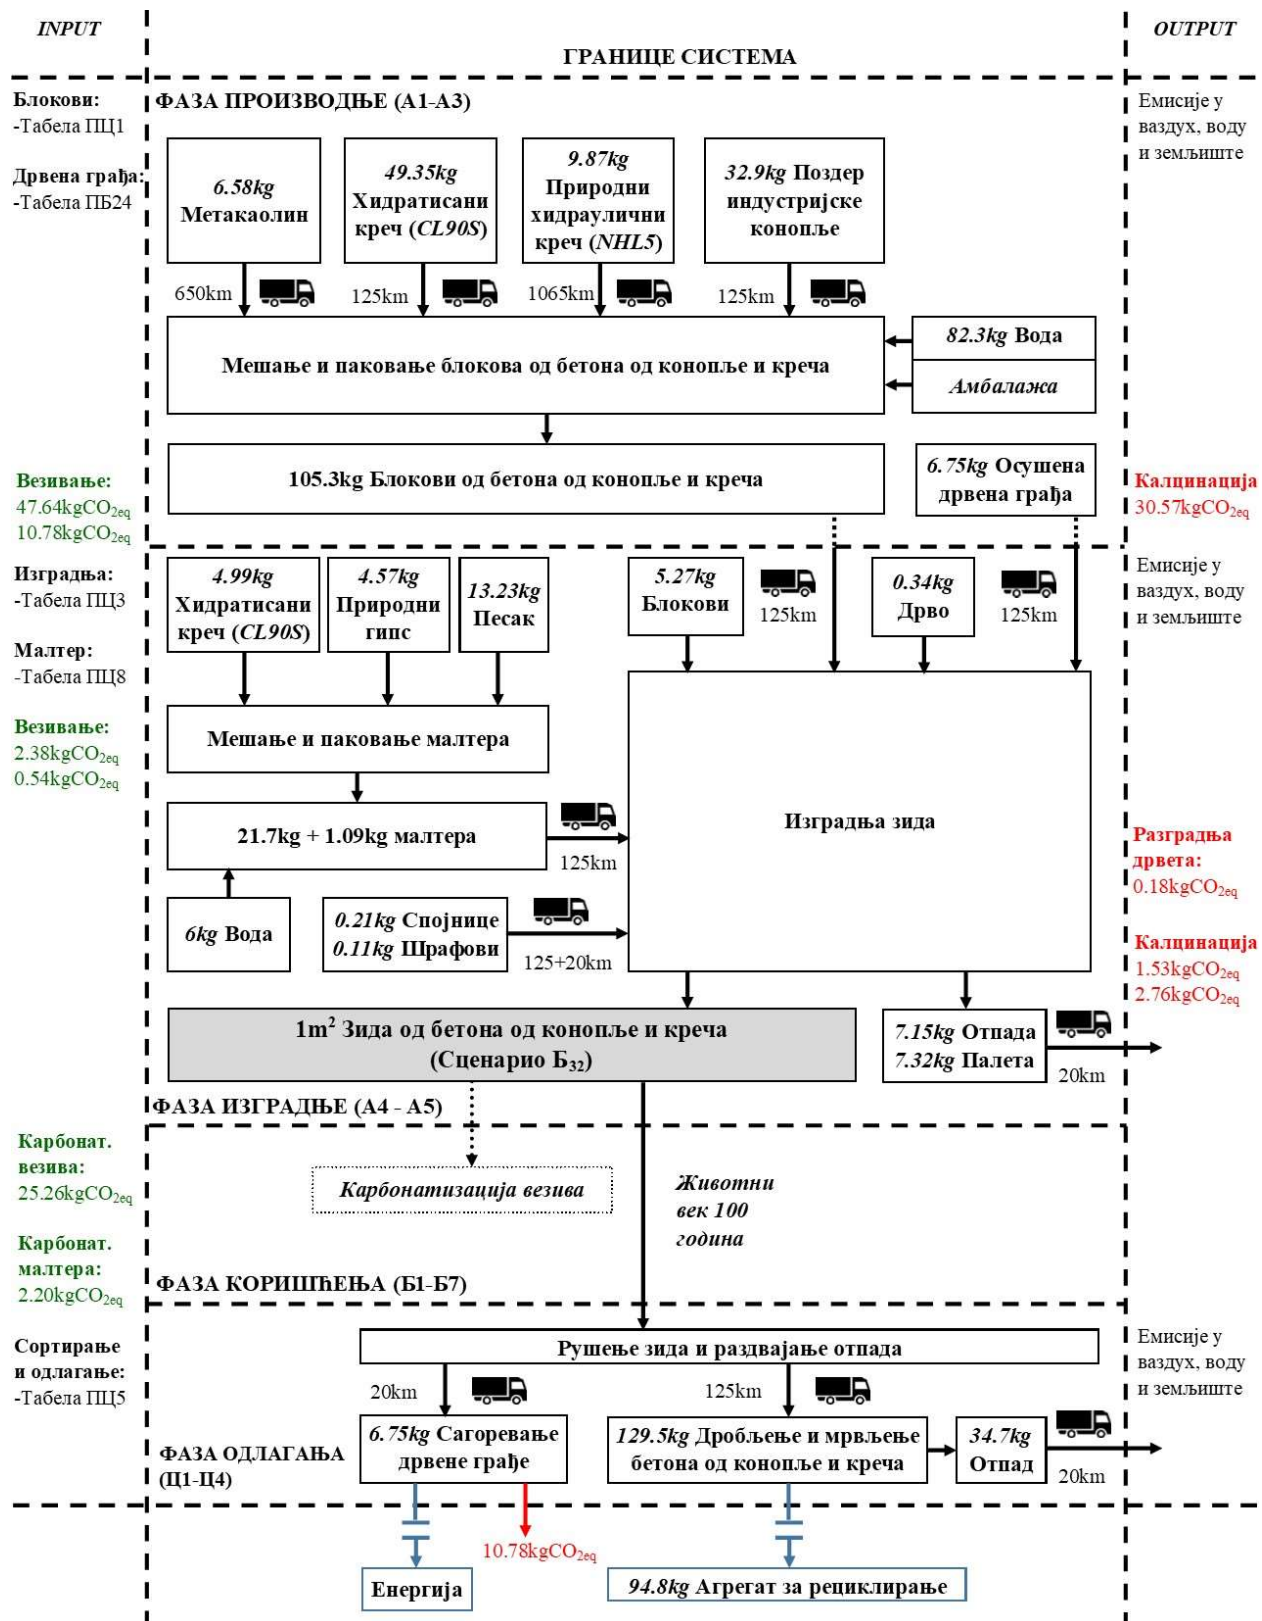 INPUT
ГРАНИЦЕ СИСТЕМА
OUTPUT
Блокови:
-Табела ПЦ1
Дрвена грађа:
-Табела ПБ24
ФАЗА ПРОИЗВОДЊЕ (А1-А3)
Емисије у
ваздух, воду
и земљиште
6.58kg
Метакаолин
49.35kg
Хидратисани
креч (CL90S)
9.87kg
Природни
хидраулични
креч (NHL5)
32.9kg Поздер
индустријске
конопље
650km
125km
1065km
125km
Мешање и паковање блокова од бетона од конопље и креча
82.3kg Вода
Амбалажа
105.3kg Блокови од бетона од конопље и креча
6.75kg Осушена
дрвена грађа
Везивање:
47.64kgCO2eq
10.78kgCO2eq
Калцинација
30.57kgCO2eq
Изградња:
-Табела ПЦ3
Малтер:
-Табела ПЦ8
Везивање:
2.38kgCO2eq
0.54kgCO2eq
4.99kg
Хидратисани
креч (CL90S)
4.57kg
Природни
гипс
13.23kg
Песак
5.27kg
Блокови
125km
0.34kg
Дрво
125km
Емисије у
ваздух, воду
и земљиште
Мешање и паковање малтера
21.7kg + 1.09kg малтера
125km
Изградња зида
6kg Вода
0.21kg Спојнице
0.11kg Шрафови
125+20km
Разградња
дрвета:
0.18kgCO2eq
Калцинација
1.53kgCO2eq
2.76kgCO2eq
1m2 Зида од бетона од конопље и креча
(Сценарио Б32)
7.15kg Отпада
7.32kg Палета
20km
ФАЗА ИЗГРАДЊЕ (А4 - А5)
Карбонат.
везива:
25.26kgCO2eq
Карбонат.
малтера:
2.20kgCO2eq
Карбонатизација везива
Животни
век 100
година
ФАЗА КОРИШЋЕЊА (Б1-Б7)
Сортирање
и одлагање:
-Табела ПЦ5
Рушење зида и раздвајање отпада
Емисије у
ваздух, воду
и земљиште
20km
125km
ФАЗА ОДЛАГАЊА
(Ц1-Ц4)
6.75kg Сагоревање
дрвене грађе
129.5kg Дробљење и мрвљење
бетона од конопље и креча
34.7kg
Отпад
20km
10.78kgCO2eq
Енергија
94.8kg Агрегат за рециклирање